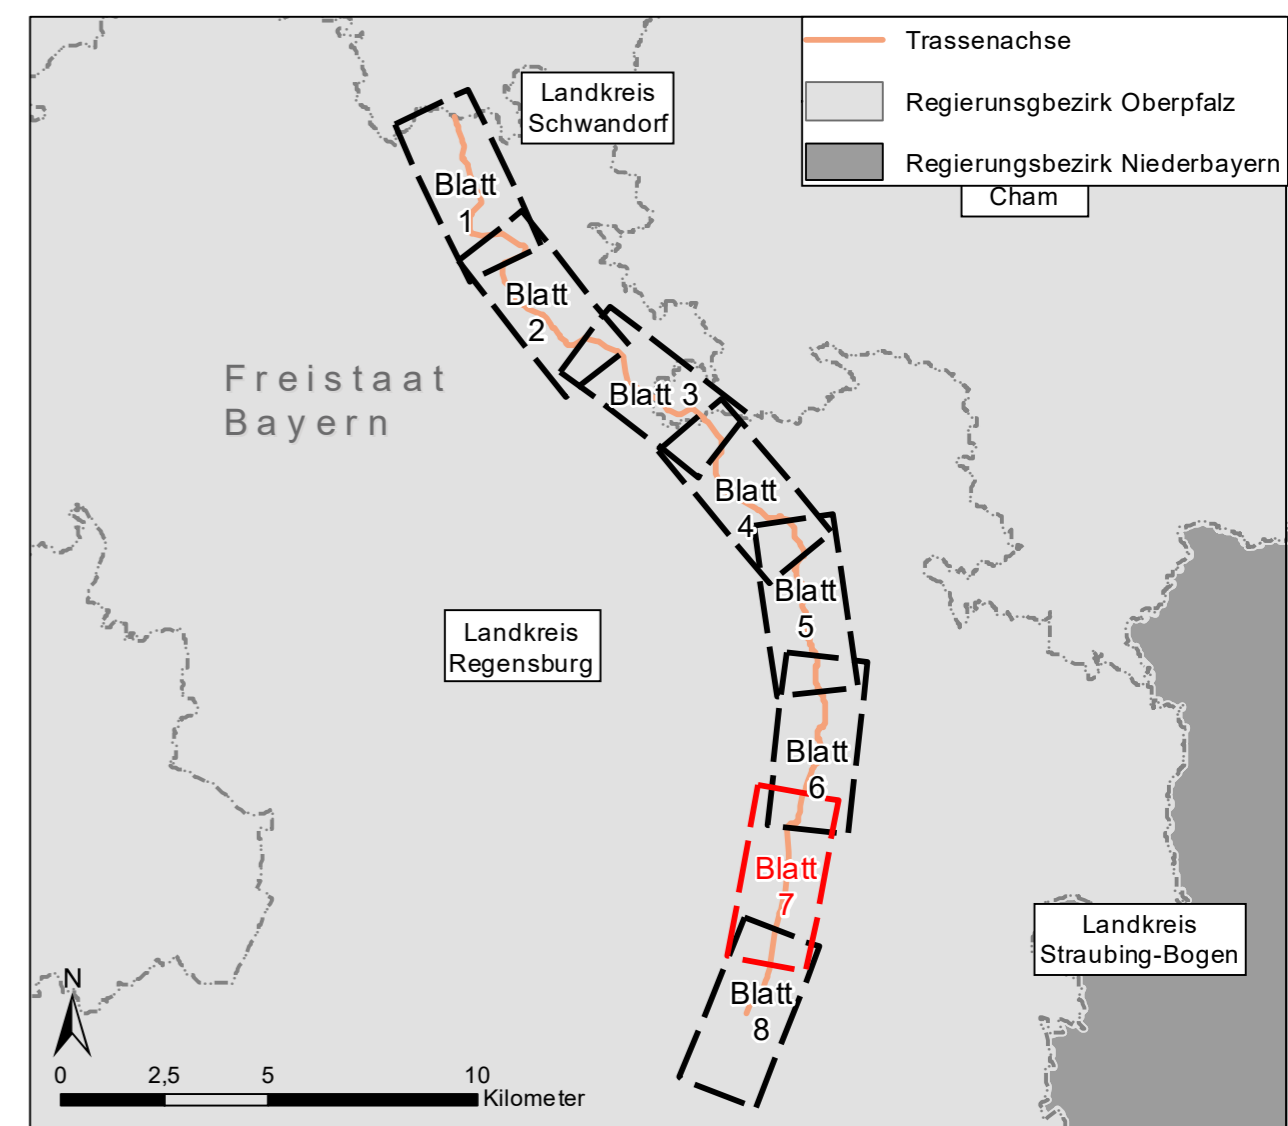 Trassenachse
Regierunsgbezirk Oberpfalz
Regierungsbezirk Niederbayern
Landkreis
Schwandorf
Cham
Blatt
1
Blatt
2
Freistaat
Bayern
Blatt 3
Blatt
4
Blatt
5
Landkreis
Regensburg
Blatt
6
Blatt
7
Landkreis
Straubing-Bogen
Blatt
8
N
0 2,5 5 10
Kilometer